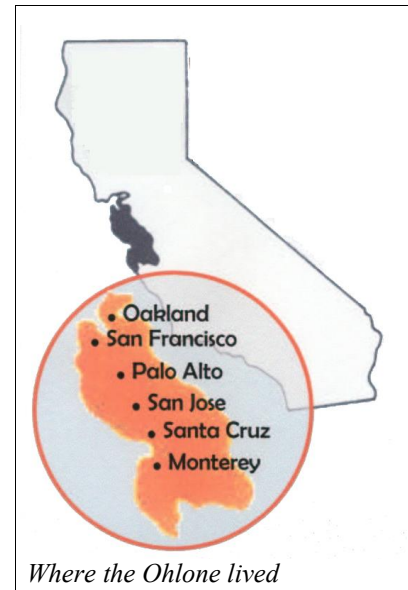 Oakland
San Francisco
Palo Alto
San Jose
Santa Cruz
Monterey
Where the Ohlone lived